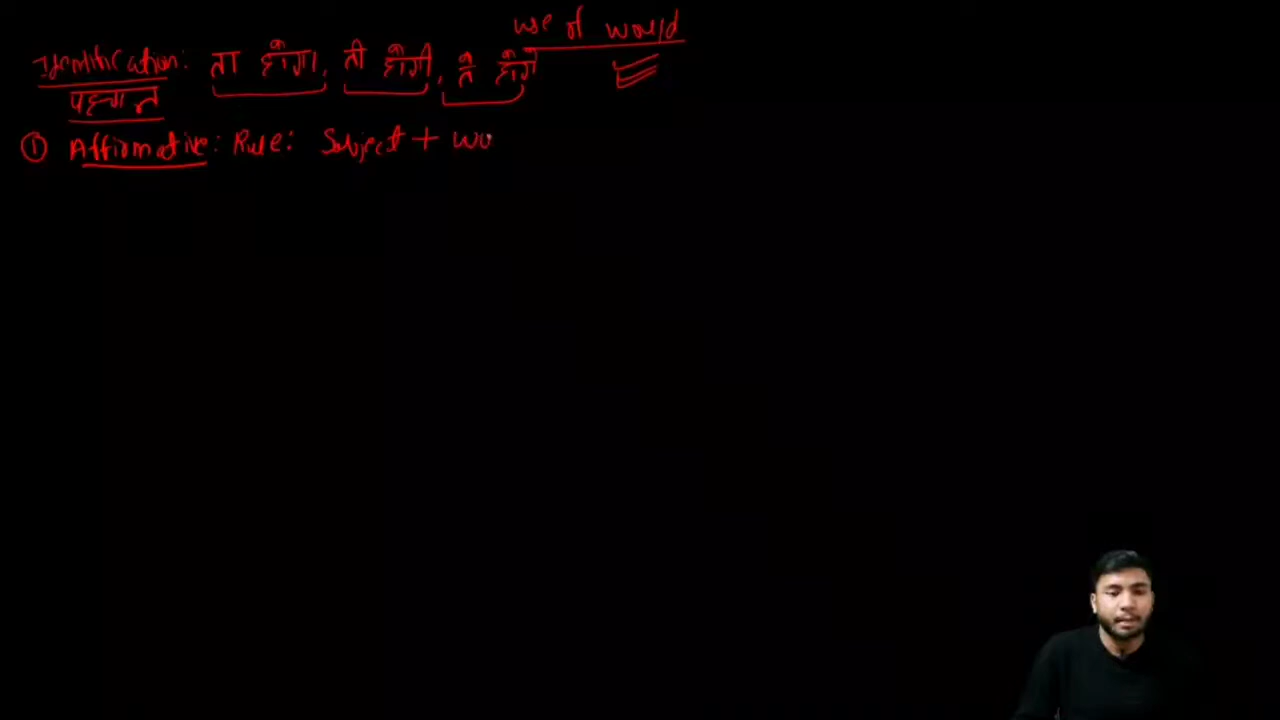 use of would
Identification: ता होगा, ती होगी, ते होंगे
पहचान
① Affirmative: Rule: Subject + wo